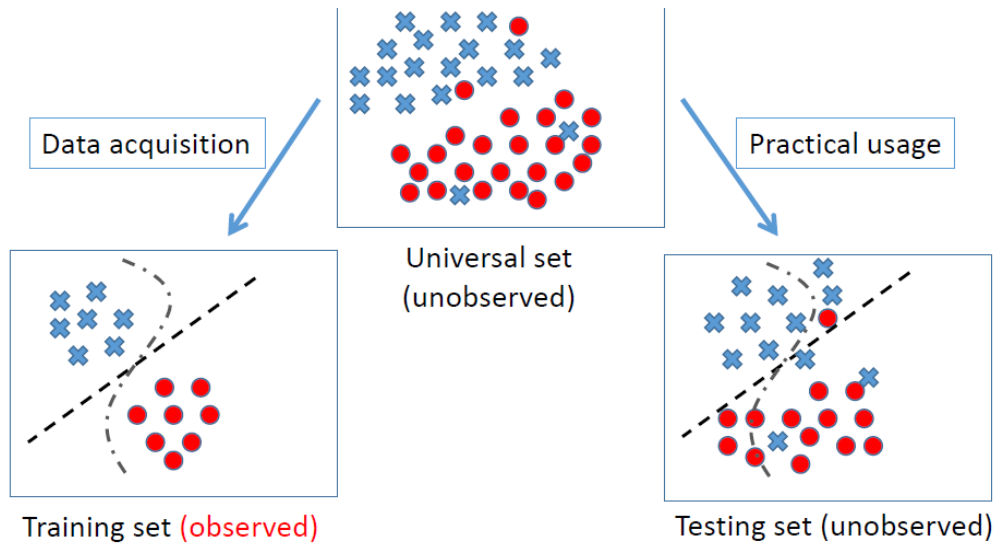 Data acquisition
Practical usage
Universal set
(unobserved)
Training set (observed)
Testing set (unobserved)